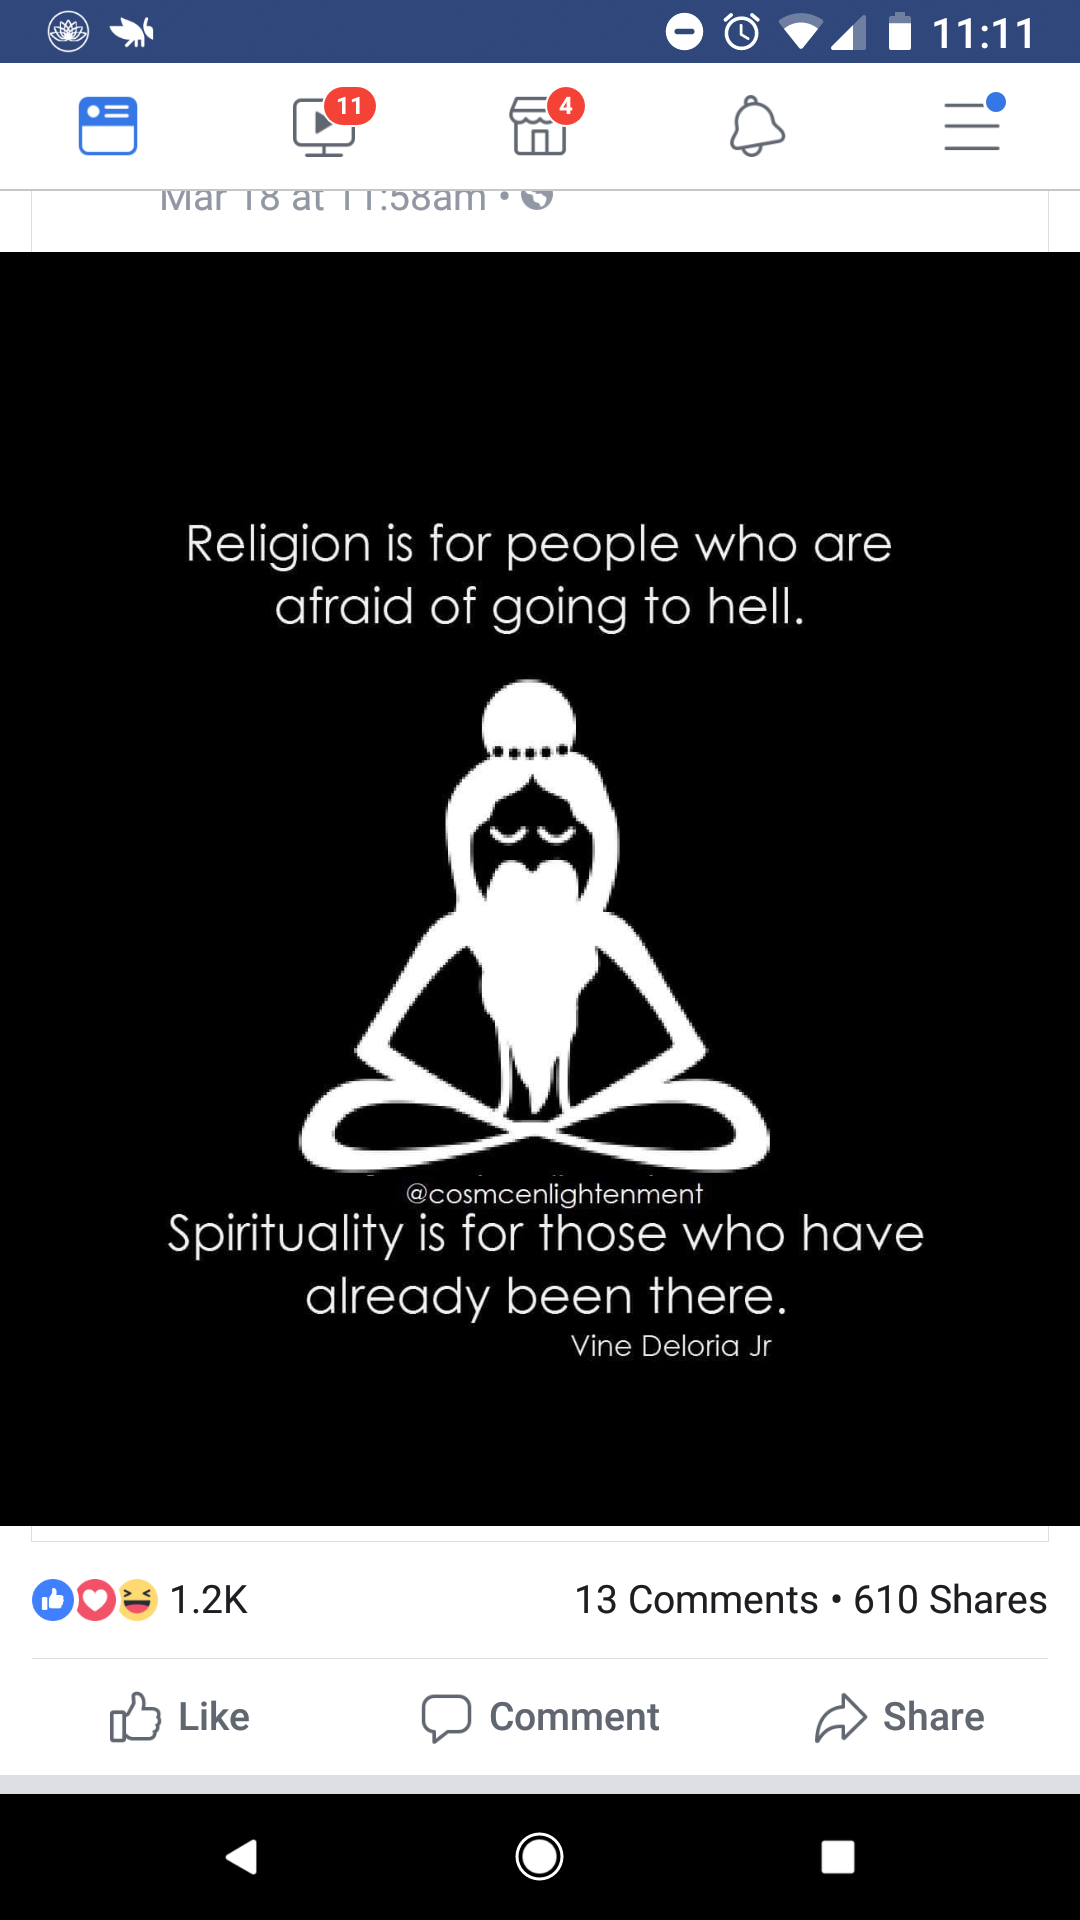 11:11
11
4
Mar 18 at 11:58am •
Religion is for people who are
afraid of going to hell.
@cosmcenlightenment
Spirituality is for those who have
already been there.
Vine Deloria Jr
1.2K
13 Comments • 610 Shares
Like
Comment
Share